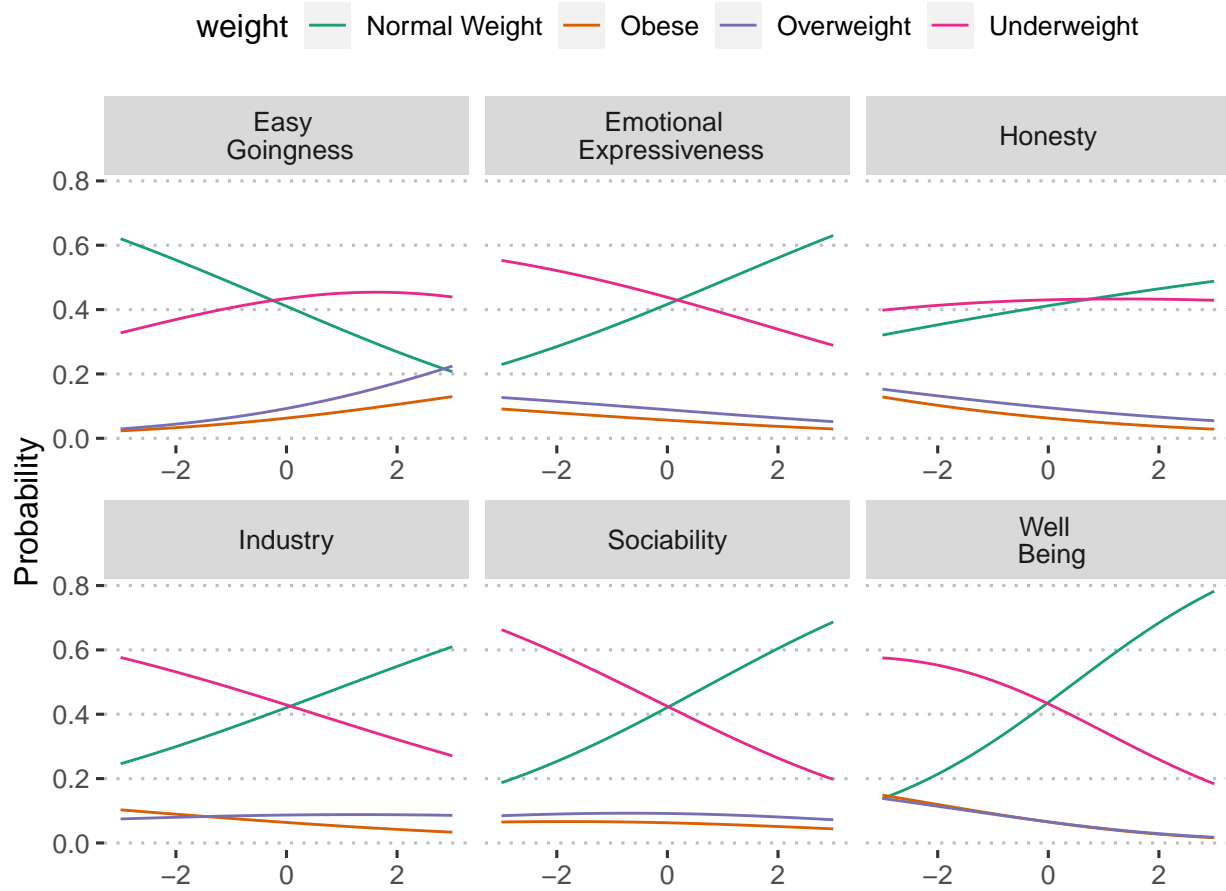 weight Normal Weight Obese Overweight Underweight
Easy
Goingness
Emotional
Expressiveness
Honesty
0.8
0.6
0.4
0.2
0.0
−2 0 2 −2 0 2 −2 0 2
Probability
Industry
Sociability
Well
Being
0.8
0.6
0.4
0.2
0.0
−2 0 2 −2 0 2 −2 0 2